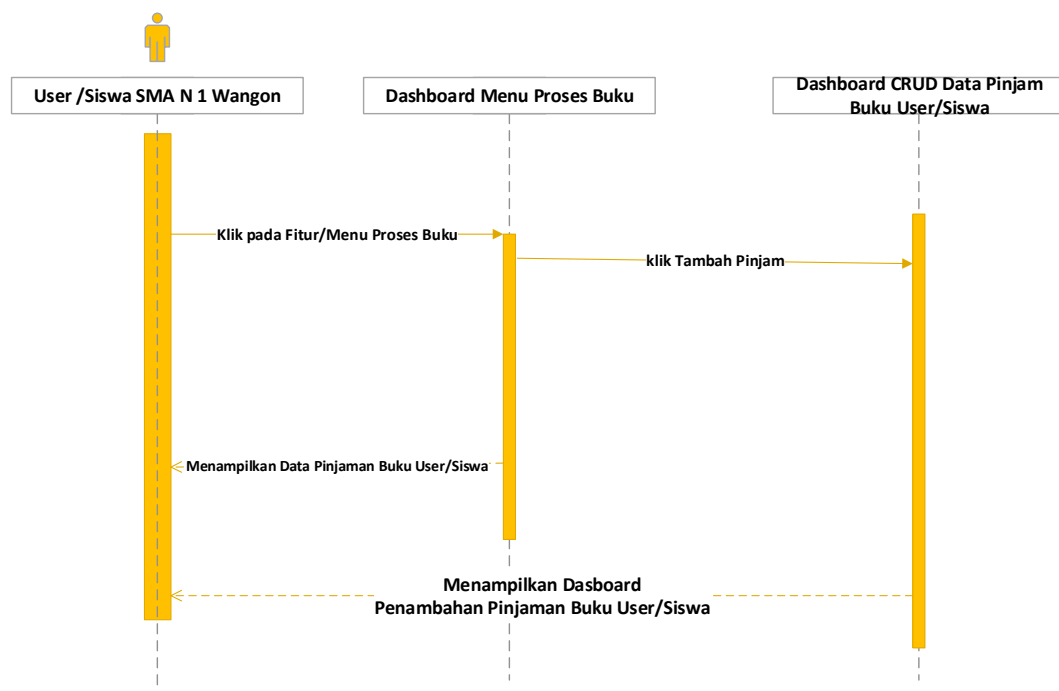 User /Siswa SMA N 1 Wangon
Dashboard Menu Proses Buku
Dashboard CRUD Data Pinjam
Buku User/Siswa
Klik pada Fitur/Menu Proses Buku
klik Tambah Pinjam
Menampilkan Data Pinjaman Buku User/Siswa
Menampilkan Dasboard
Penambahan Pinjaman Buku User/Siswa